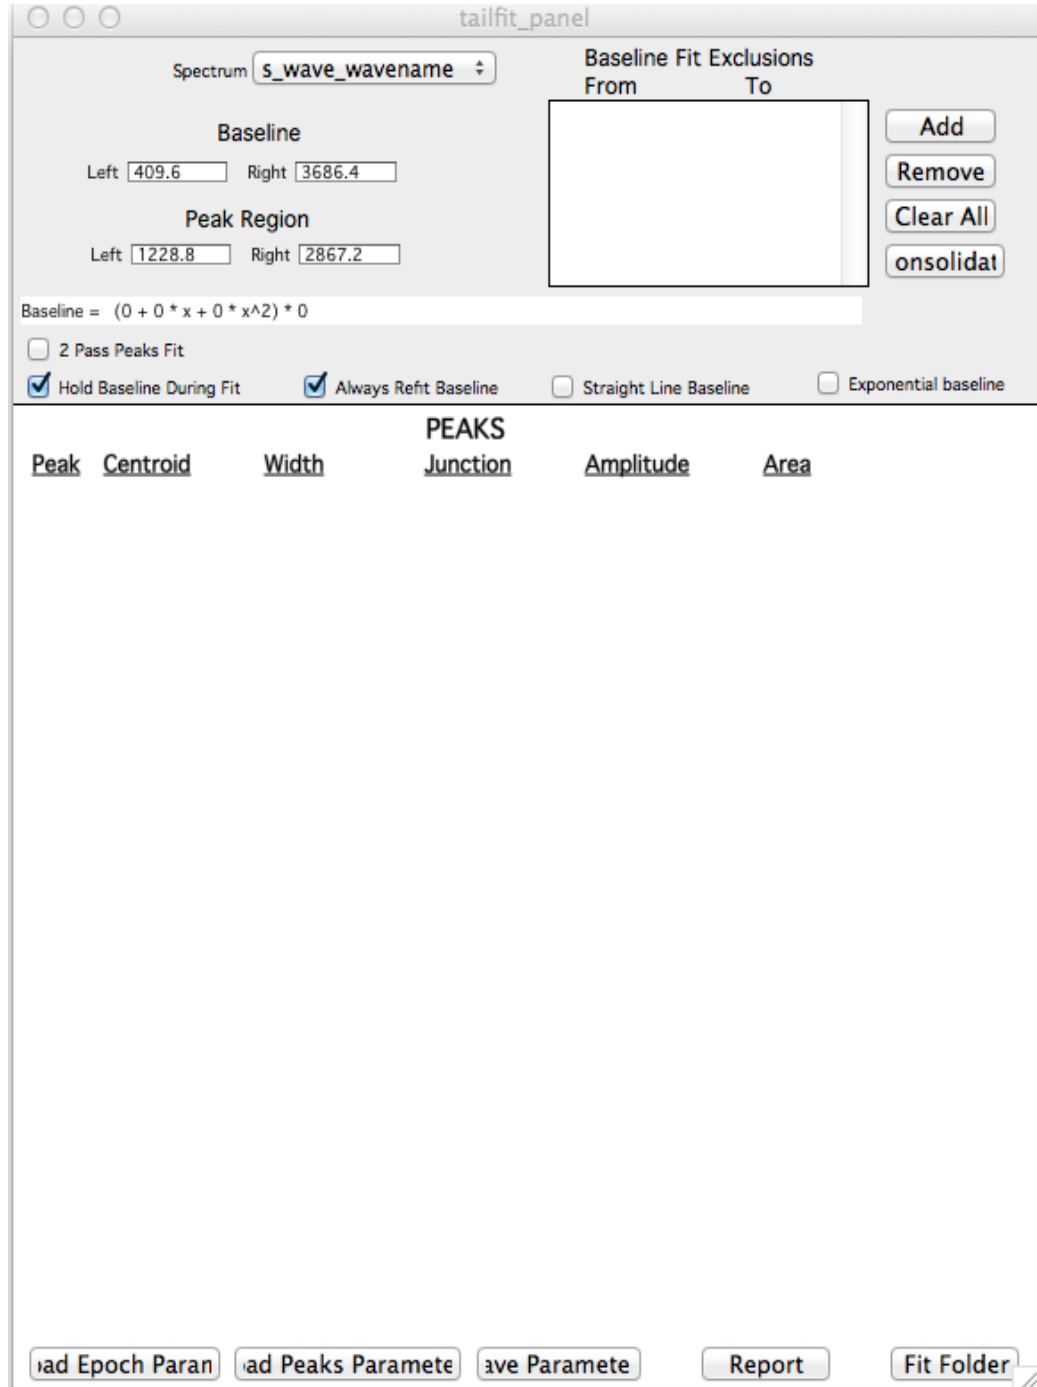 tailfit_panel
Spectrum s_wave_wavename
Baseline Fit Exclusions
From To
Add
Baseline
Left 409.6 Right 3686.4
Remove
Peak Region
Clear All
Left 1228.8 Right 2867.2
onsolidat
Baseline = (0 + 0 * x + 0 * x^2) * 0
2 Pass Peaks Fit
Hold Baseline During Fit Always Refit Baseline Straight Line Baseline Exponential baseline
PEAKS
Peak Centroid Width Junction Amplitude Area
ad Epoch Paran ad Peaks Paramete ave Paramete Report Fit Folder